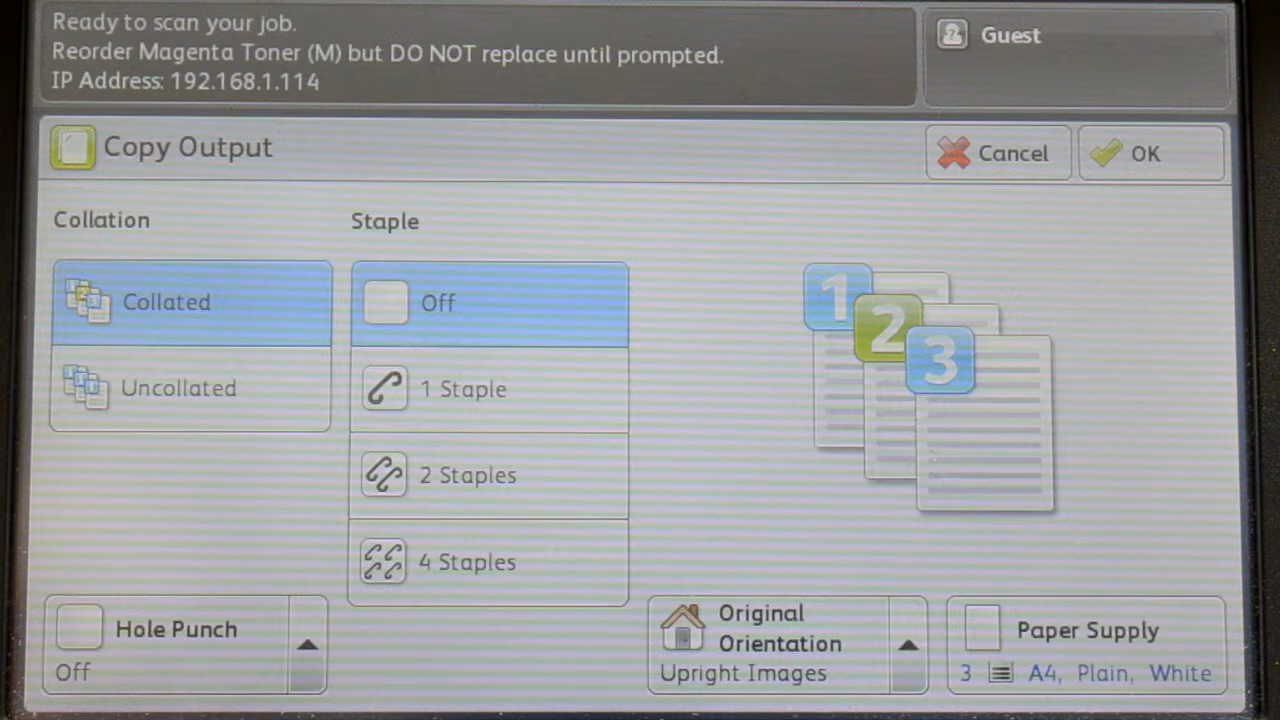 Ready to scan your job.
Reorder Magenta Toner (M) but DO NOT replace until prompted.
IP Address: 192.168.1.114
Guest
Copy Output
Cancel
OK
Collation
Staple
Collated
Uncollated
Off
1 Staple
2 Staples
4 Staples
1
2
3
Hole Punch
Off
Original
Orientation
Upright Images
Paper Supply
3 A4, Plain, White